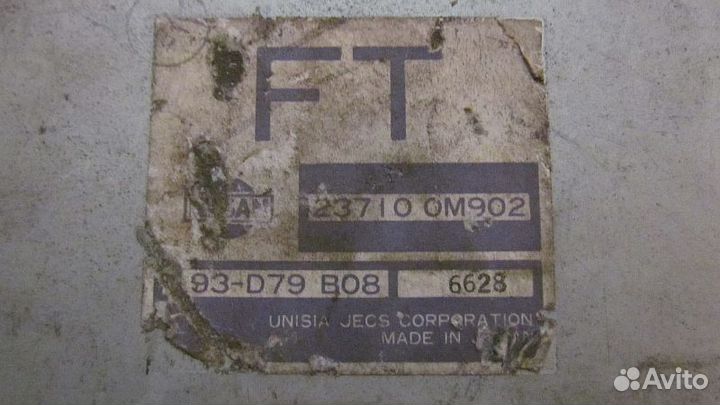 FT
23710 0M902
93-D79 B08 6628
UNISIA JECS CORPORATION
MADE IN
Avito